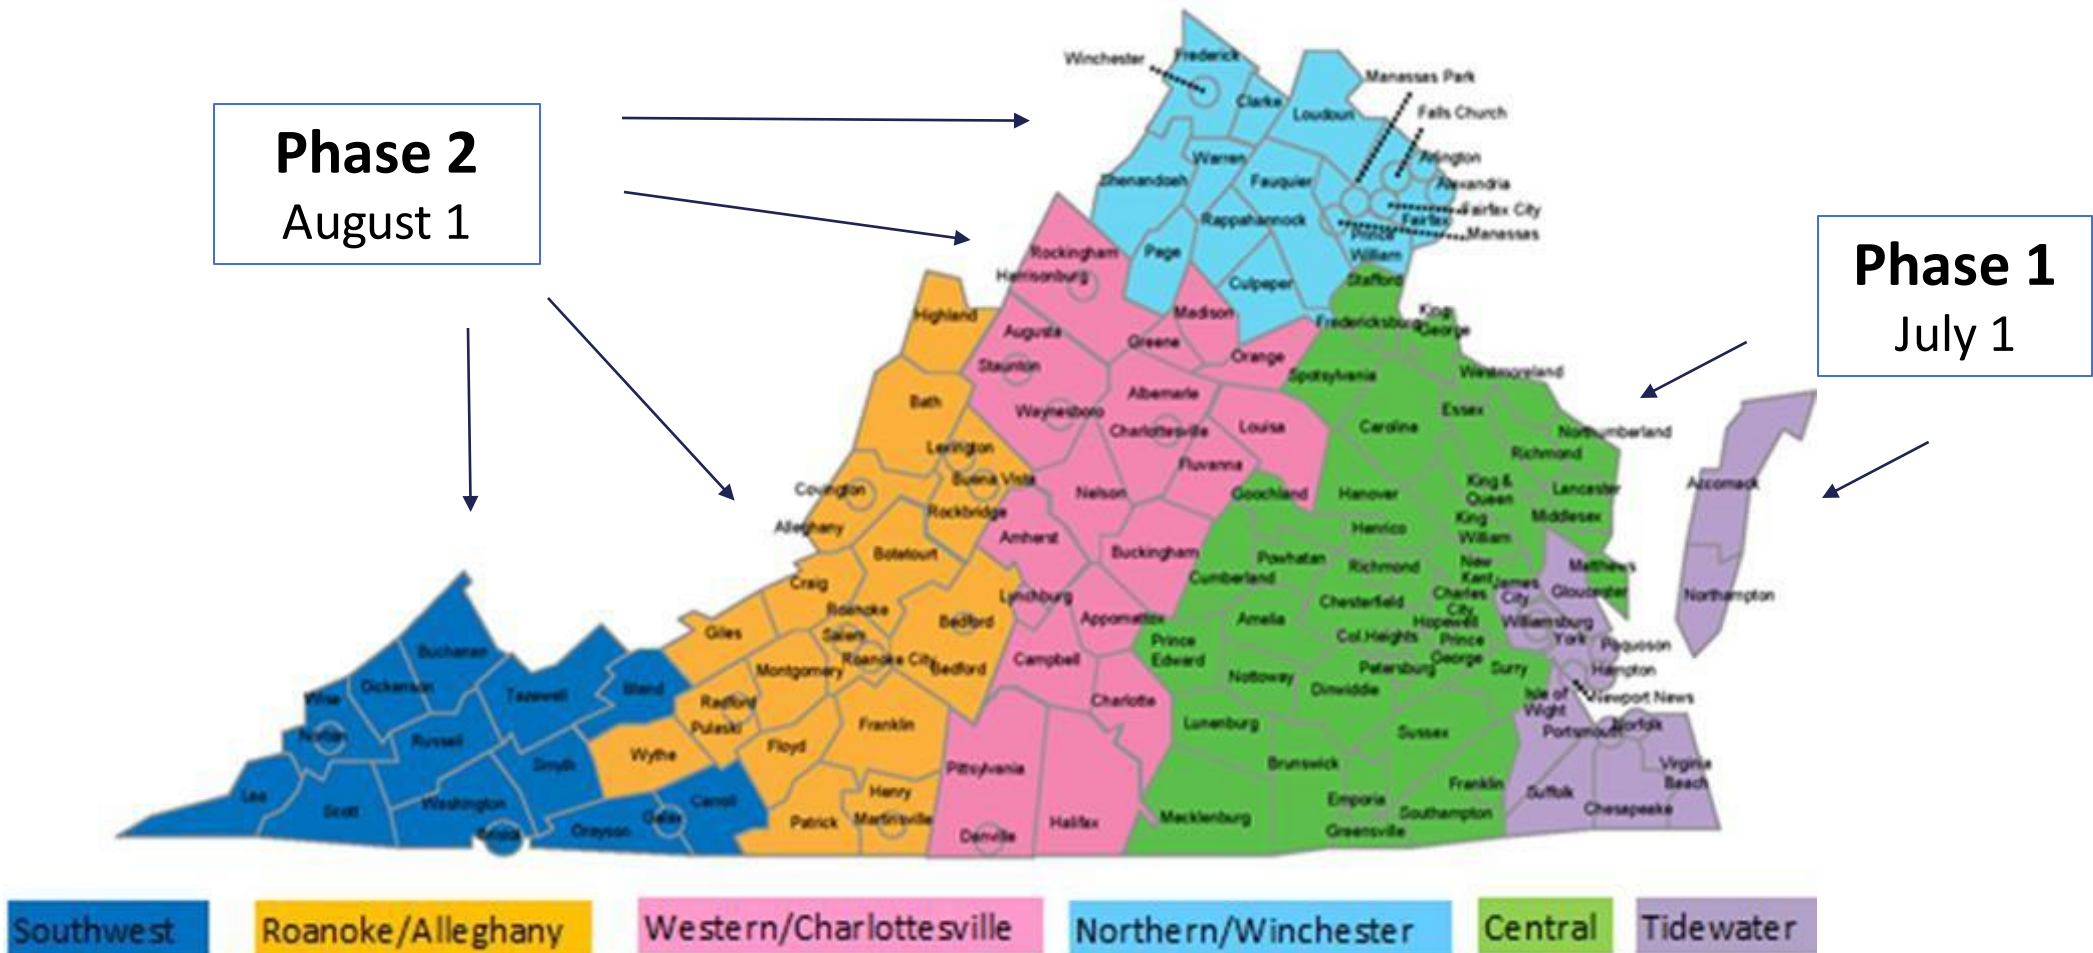 Phase 2
August 1
Phase 1
July 1
Winchester
Frederick
Clarke
Loudoun
Manassas Park
Falls Church
Arlington
Alexandria
Fairfax City
Fairfax
Manassas
Prince
William
Warren
Shenandoah
Fauquier
Rappahannock
Page
Culpeper
Rockingham
Harrisonburg
Madison
Greene
Orange
Augusta
Staunton
Waynesboro
Albemarle
Charlottesville
Louisa
Fluvanna
Nelson
Amherst
Buckingham
Lynchburg
Appomattox
Campbell
Charlotte
Pittsylvania
Danville
Halifax
Highland
Bath
Lexington
Buena Vista
Covington
Rockbridge
Alleghany
Botetourt
Craig
Roanoke
Salem
Roanoke City
Bedford
Bedford
Giles
Montgomery
Radford
Pulaski
Floyd
Franklin
Wythe
Patrick
Henry
Martinsville
Buchanan
Dickenson
Wise
Norton
Tazewell
Bland
Russell
Smyth
Lee
Scott
Washington
Bristol
Grayson
Galax
Carroll
Stafford
Fredericksburg
King
George
Spotsylvania
Westmoreland
Essex
Caroline
Northumberland
Richmond
Goochland
Hanover
King &
Queen
Lancaster
Middlesex
King
William
Henrico
Powhatan
Richmond
New
Kent
Matthews
Cumberland
Chesterfield
Charles
City
James
City
Gloucester
Amelia
Hopewell
Williamsburg
Col.Heights
Prince
George
York
Poquoson
Prince
Edward
Nottoway
Petersburg
Surry
Hampton
Dinwiddie
Isle of
Wight
Newport News
Lunenburg
Sussex
Portsmouth
Norfolk
Brunswick
Franklin
Suffolk
Virginia
Beach
Mecklenburg
Emporia
Southampton
Chesapeeke
Greensville
Accomack
Northampton
Southwest
Roanoke/Alleghany
Western/Charlottesville
Northern/Winchester
Central
Tidewater